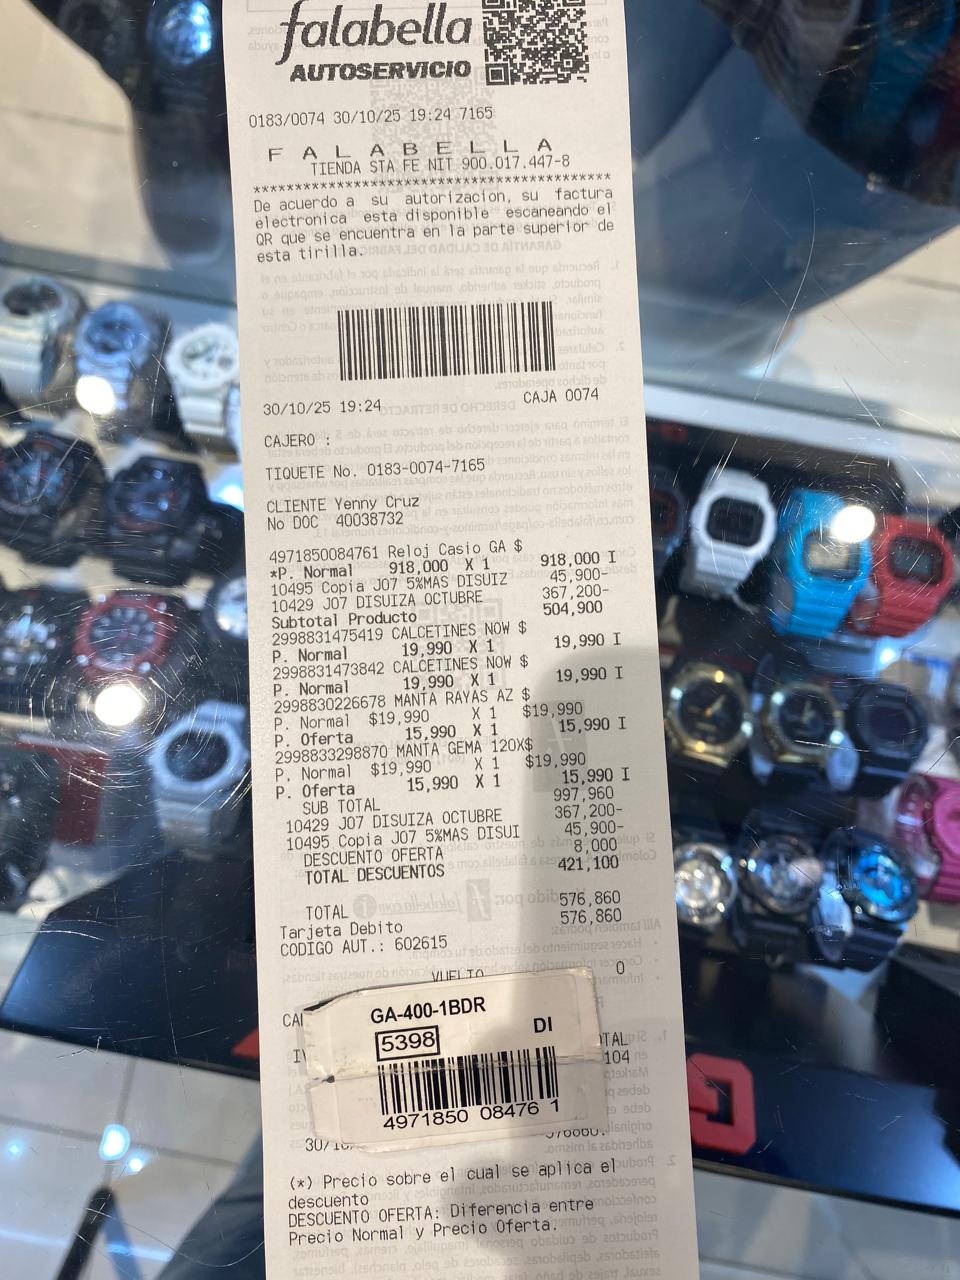 falabella
AUTOSERVICIO
0183/0074 30/10/25 19:24 7165
F A L A B E L L A
TIENDA STA FE NIT 900.017.447-8
*******************************************
De acuerdo a su autorizacion, su factura
electronica esta disponible escaneando el
QR que se encuentra en la parte superior de
esta tirilla.
30/10/25 19:24 CAJA 0074
CAJERO :
TIQUETE No. 0183-0074-7165
CLIENTE Yenny Cruz
No DOC 40038732
4971850084761 Reloj Casio GA $
*P. Normal 918,000 X 1 918,000 I
10495 Copia J07 5%MAS DISUIZ 45,900-
10429 J07 DISUIZA OCTUBRE 367,200-
Subtotal Producto 504,900
2998831475419 CALCETINES NOW $
P. Normal 19,990 X 1 19,990 I
2998831473842 CALCETINES NOW $
P. Normal 19,990 X 1 19,990 I
2998830226678 MANTA RAYAS AZ $
P. Normal $19,990 X 1 $19,990
P. Oferta 15,990 X 1 15,990 I
2998833298870 MANTA GEMA 120X$
P. Normal $19,990 X 1 $19,990
P. Oferta 15,990 X 1 15,990 I
SUB TOTAL 997,960
10429 J07 DISUIZA OCTUBRE 367,200-
10495 Copia J07 5%MAS DISUI 45,900-
DESCUENTO OFERTA 8,000
TOTAL DESCUENTOS 421,100
TOTAL 576,860
Tarjeta Debito 576,860
CODIGO AUT.: 602615
VUELTO 0
GA-400-1BDR
5398 DI
4971850 08476 1
(*) Precio sobre el cual se aplica el
descuento
DESCUENTO OFERTA: Diferencia entre
Precio Normal y Precio Oferta.